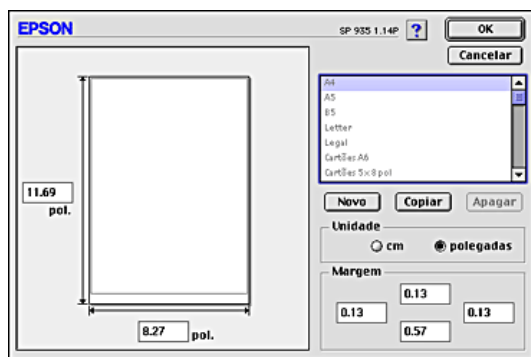 EPSON
SP 935 1.14P
?
OK
Cancelar
A4
A5
B5
Letter
Legal
Cartões A6
Cartões 5×8 pol
11.69
pol.
8.27 pol.
Novo
Copiar
Apagar
Unidade
cm
polegadas
Margem
0.13
0.13
0.13
0.57